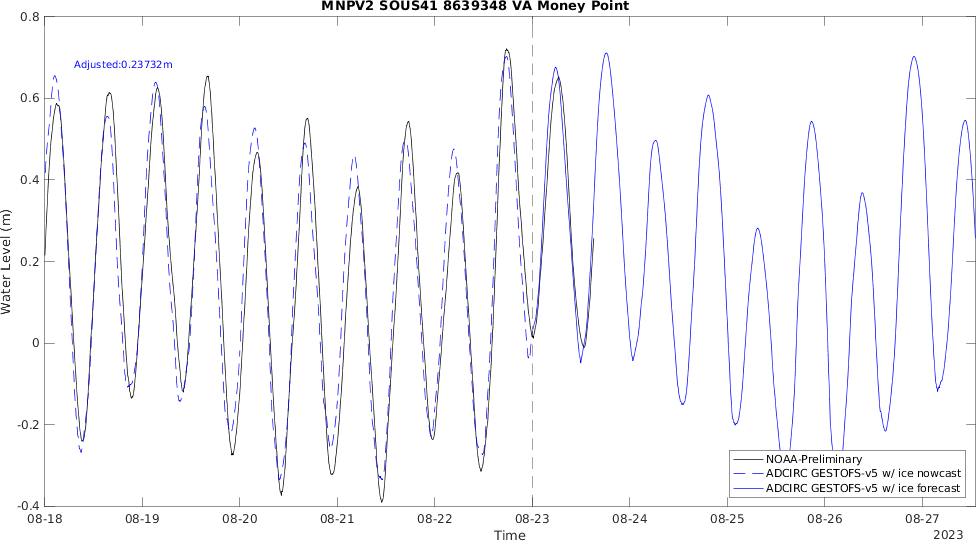 MNPV2 SOUS41 8639348 VA Money Point
Adjusted:0.23732m
Water Level (m)
0.8
0.6
0.4
0.2
0
-0.2
-0.4
NOAA-Preliminary
ADCIRC GESTOFS-v5 w/ ice nowcast
ADCIRC GESTOFS-v5 w/ ice forecast
08-18 08-19 08-20 08-21 08-22 08-23 08-24 08-25 08-26 08-27
Time
2023